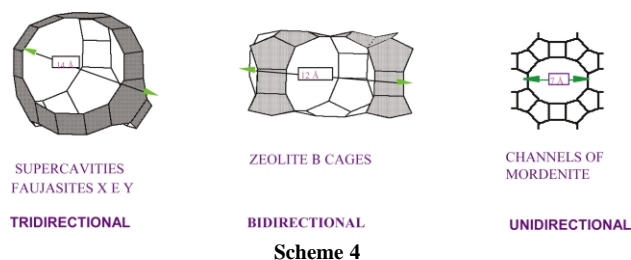 14 Å
12 Å
7 Å
SUPERCAVITIES
FAUJASITES X E Y
TRIDIRECTIONAL
ZEOLITE B CAGES
BIDIRECTIONAL
CHANNELS OF
MORDENITE
UNIDIRECTIONAL
Scheme 4